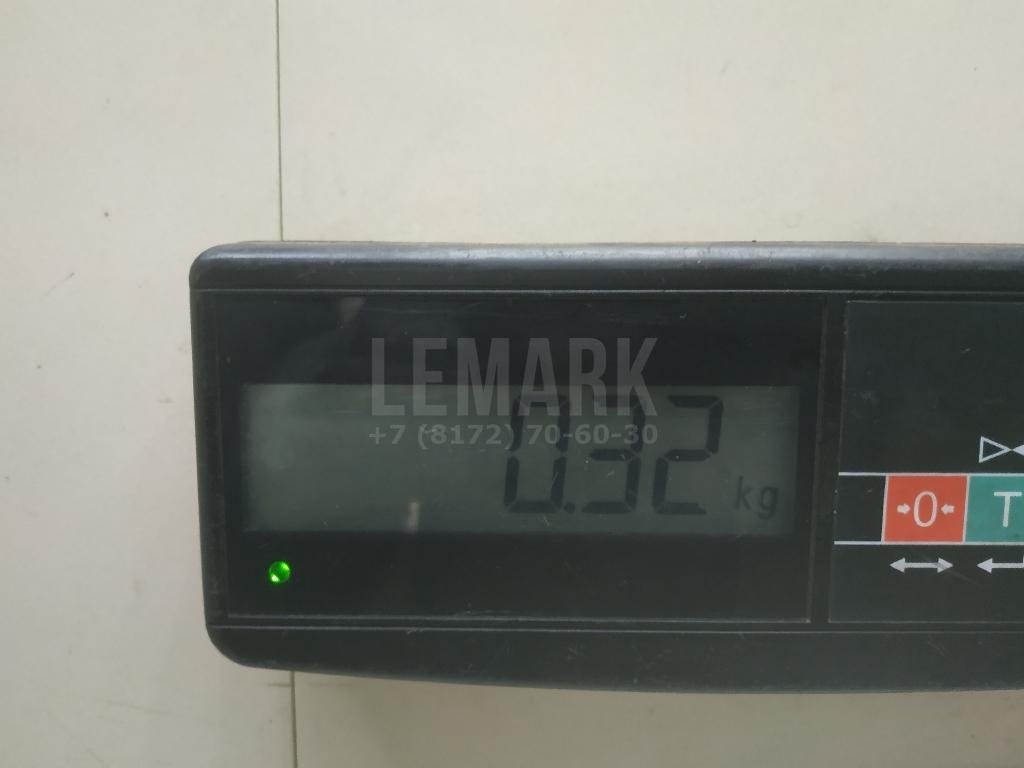 LEMARK
+7 (8172) 70-60-30
0.32 kg
→0← T